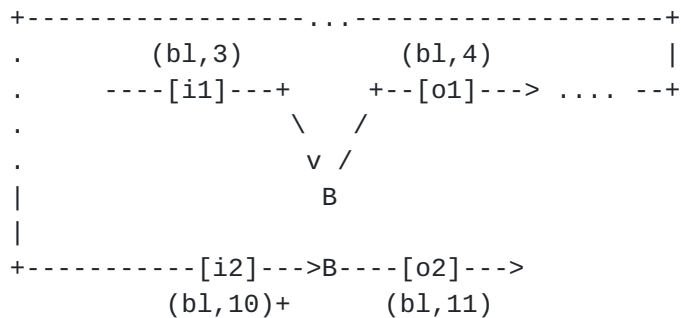 +------------------...--------------------+
.        (bl,3)          (bl,4)           |
.     ----[i1]---+     +--[o1]---> .... --+
.                 \   /
.                  v /
|                   B
|
+-----------[i2]--->B----[o2]--->
          (bl,10)+      (bl,11)